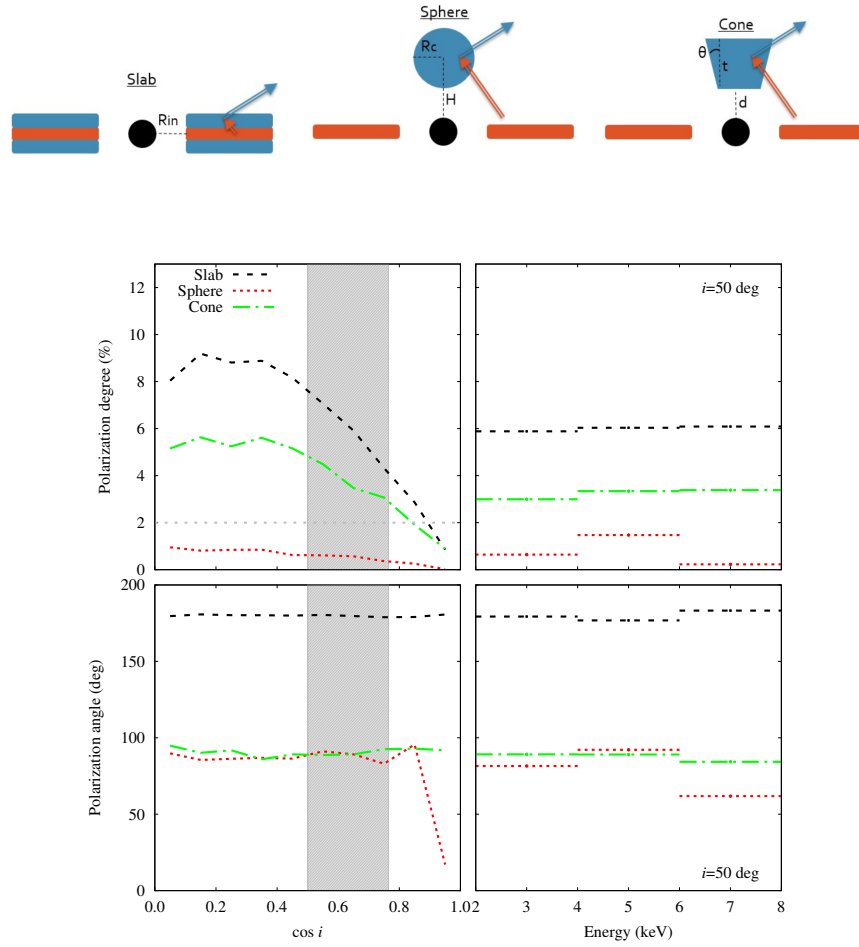 Slab
Rin
Sphere
Rc
H
Cone
θ
t
d
Polarization degree (%)
12
10
8
6
4
2
0
Slab
Sphere
Cone
i=50 deg
Polarization angle (deg)
200
150
100
50
0
i=50 deg
0.0 0.2 0.4 0.6 0.8 1.0
cos i
2 3 4 5 6 7 8
Energy (keV)